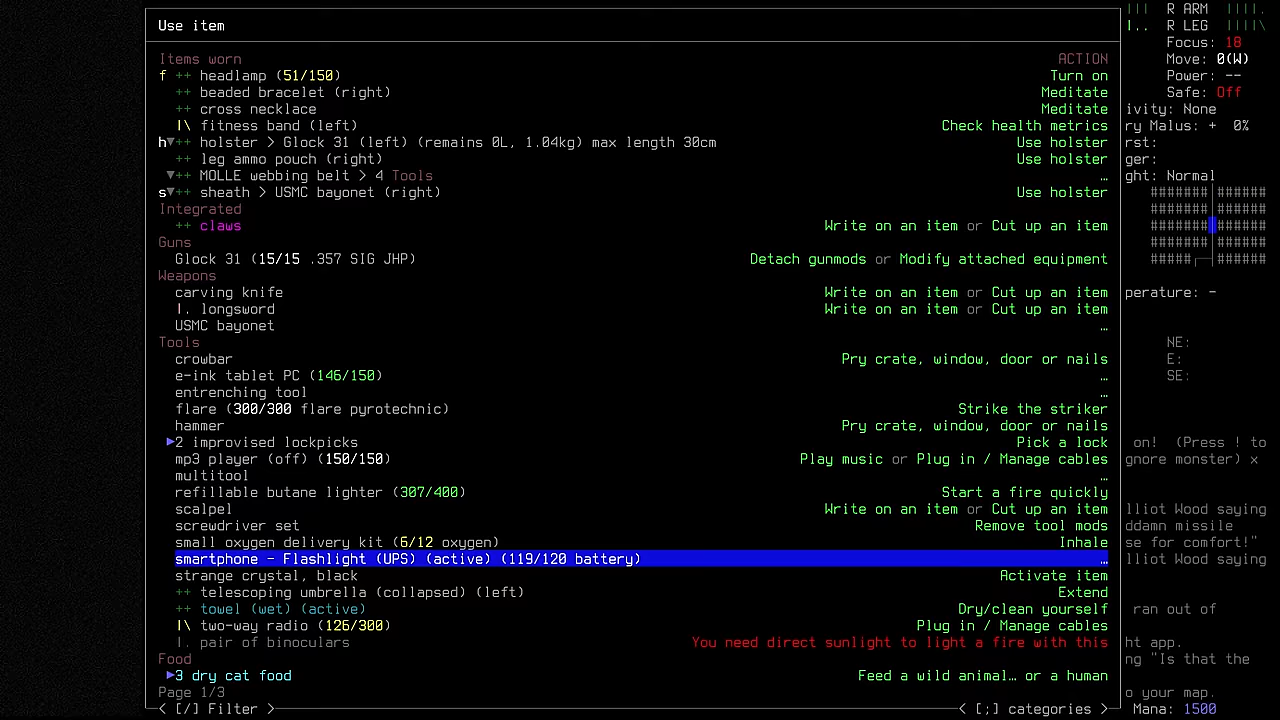 Use item
Items worn ACTION
f ++ headlamp (51/150) Turn on
++ beaded bracelet (right) Meditate
++ cross necklace Meditate
|\ fitness band (left) Check health metrics
h▼++ holster > Glock 31 (left) (remains 0L, 1.04kg) max length 30cm Use holster
++ leg ammo pouch (right) Use holster
▼++ MOLLE webbing belt > 4 Tools …
s▼++ sheath > USMC bayonet (right) Use holster
Integrated
++ claws Write on an item or Cut up an item
Guns
Glock 31 (15/15 .357 SIG JHP) Detach gunmods or Modify attached equipment
Weapons
carving knife Write on an item or Cut up an item
|. longsword Write on an item or Cut up an item
USMC bayonet …
Tools
crowbar Pry crate, window, door or nails
e-ink tablet PC (146/150) …
entrenching tool …
flare (300/300 flare pyrotechnic) Strike the striker
hammer Pry crate, window, door or nails
►2 improvised lockpicks Pick a lock
mp3 player (off) (150/150) Play music or Plug in / Manage cables
multitool …
refillable butane lighter (307/400) Start a fire quickly
scalpel Write on an item or Cut up an item
screwdriver set Remove tool mods
small oxygen delivery kit (6/12 oxygen) Inhale
smartphone - Flashlight (UPS) (active) (119/120 battery) …
strange crystal, black Activate item
++ telescoping umbrella (collapsed) (left) Extend
++ towel (wet) (active) Dry/clean yourself
|\ two-way radio (126/300) Plug in / Manage cables
|. pair of binoculars You need direct sunlight to light a fire with this
Food
►3 dry cat food Feed a wild animal… or a human
Page 1/3
< [/] Filter > < [;] categories >
||| R ARM ||||.
|.. R LEG ||||\
Focus: 18
Move: 0(W)
Power: --
Safe: Off
ivity: None
ry Malus: + 0%
rst:
ger:
ght: Normal
####### ######
####### ######
####### ######
####### ######
##### ######
perature: -
NE:
E:
SE:
on! (Press ! to
gnore monster) x
lliot Wood saying
ddamn missile
se for comfort!"
lliot Wood saying
ran out of
ht app.
ng "Is that the
o your map.
Mana: 1500